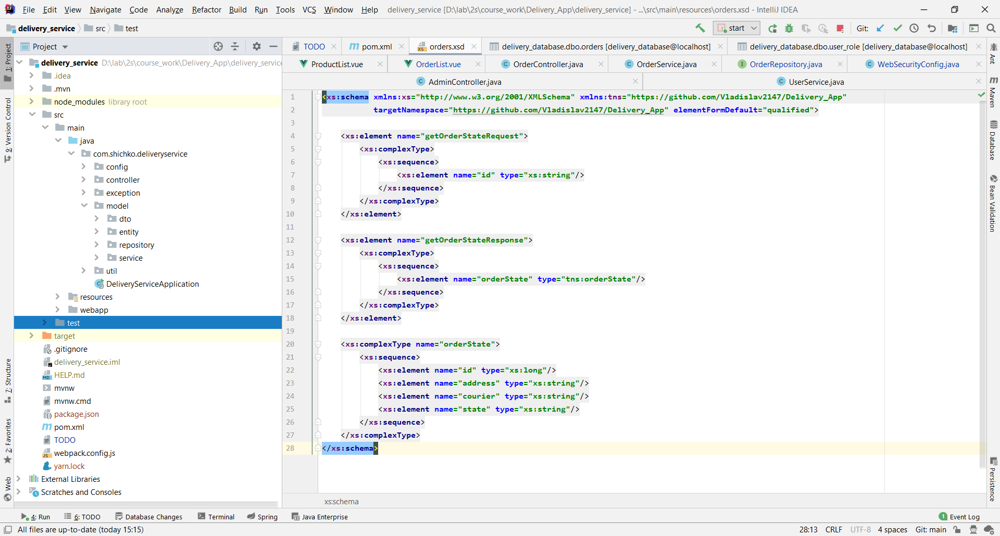 File Edit View Navigate Code Analyze Refactor Build Run Tools VCS Window Help delivery_service [D:\lab\2s\course_work\Delivery_App\delivery_service] - ...\src\main\resources\orders.xsd - IntelliJ IDEA
delivery_service src test start Git:
Project TODO pom.xml orders.xsd delivery_database.dbo.orders [delivery_database@localhost] delivery_database.dbo.user_role [delivery_database@localhost]
ProductList.vue OrderList.vue OrderController.java OrderService.java OrderRepository.java WebSecurityConfig.java
AdminController.java UserService.java
1: Project
9: Version Control
7: Structure
2: Favorites
Web
delivery_service D:\lab\2s\course_work\Delivery_App\delivery_service
.idea
.mvn
node_modules library root
src
main
java
com.shichko.deliveryservice
config
controller
exception
model
dto
entity
repository
service
util
DeliveryServiceApplication
resources
webapp
test
target
.gitignore
delivery_service.iml
HELP.md
mvnw
mvnw.cmd
package.json
pom.xml
TODO
webpack.config.js
yarn.lock
External Libraries
Scratches and Consoles
1 <xs:schema xmlns:xs="http://www.w3.org/2001/XMLSchema" xmlns:tns="https://github.com/Vladislav2147/Delivery_App"
2 targetNamespace="https://github.com/Vladislav2147/Delivery_App" elementFormDefault="qualified">
3
4 <xs:element name="getOrderStateRequest">
5 <xs:complexType>
6 <xs:sequence>
7 <xs:element name="id" type="xs:string"/>
8 </xs:sequence>
9 </xs:complexType>
10 </xs:element>
11
12 <xs:element name="getOrderStateResponse">
13 <xs:complexType>
14 <xs:sequence>
15 <xs:element name="orderState" type="tns:orderState"/>
16 </xs:sequence>
17 </xs:complexType>
18 </xs:element>
19
20 <xs:complexType name="orderState">
21 <xs:sequence>
22 <xs:element name="id" type="xs:long"/>
23 <xs:element name="address" type="xs:string"/>
24 <xs:element name="courier" type="xs:string"/>
25 <xs:element name="state" type="xs:string"/>
26 </xs:sequence>
27 </xs:complexType>
28 </xs:schema>
xs:schema
Ant
Maven
Database
Bean Validation
Persistence
4: Run 6: TODO Database Changes Terminal Spring Java Enterprise 1 Event Log
All files are up-to-date (today 15:15) 28:13 CRLF UTF-8 4 spaces Git: main